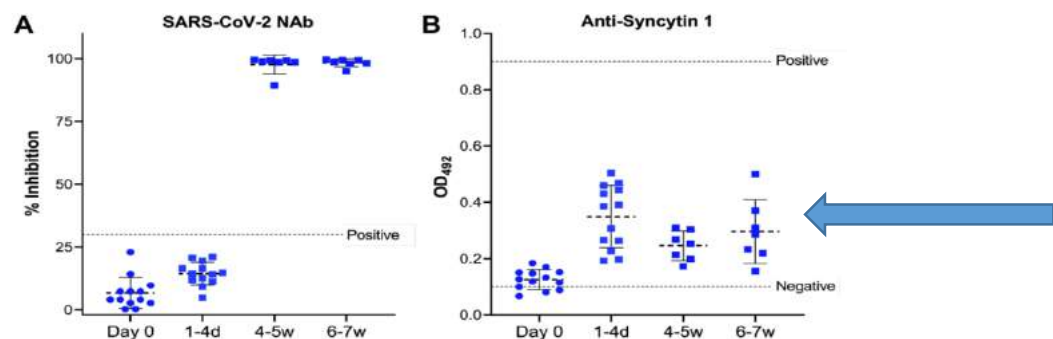 A
SARS-CoV-2 NAb
% Inhibition
100
75
50
25
0
Positive
Day 0
1-4d
4-5w
6-7w
B
Anti-Syncytin 1
OD492
1.0
0.8
0.6
0.4
0.2
0.0
Positive
Negative
Day 0
1-4d
4-5w
6-7w